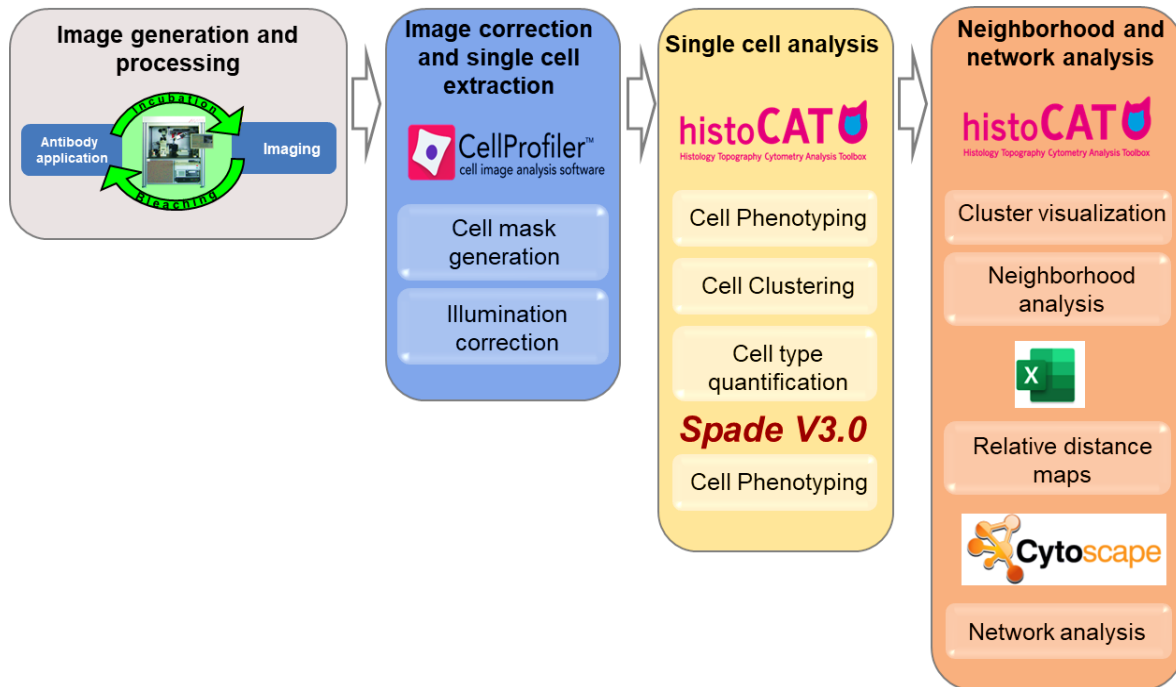 Image generation and
processing
Incubation
Antibody
application
Imaging
Bleaching
Image correction
and single cell
extraction
CellProfiler™
cell image analysis software
Cell mask
generation
Illumination
correction
Single cell analysis
histoCAT
Histology Topography Cytometry Analysis Toolbox
Cell Phenotyping
Cell Clustering
Cell type
quantification
Spade V3.0
Cell Phenotyping
Neighborhood and
network analysis
histoCAT
Histology Topography Cytometry Analysis Toolbox
Cluster visualization
Neighborhood
analysis
X
Relative distance
maps
Cytoscape
Network analysis